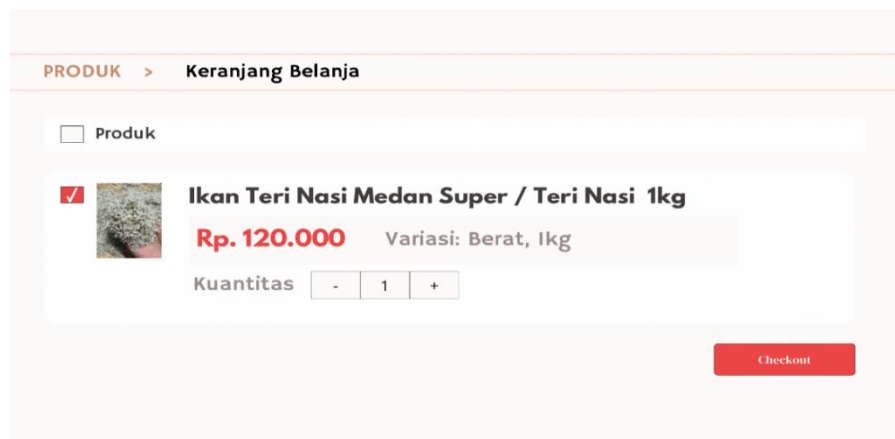 PRODUK > Keranjang Belanja
Produk
Ikan Teri Nasi Medan Super / Teri Nasi 1kg
Rp. 120.000 Variasi: Berat, 1kg
Kuantitas - 1 +
Checkout